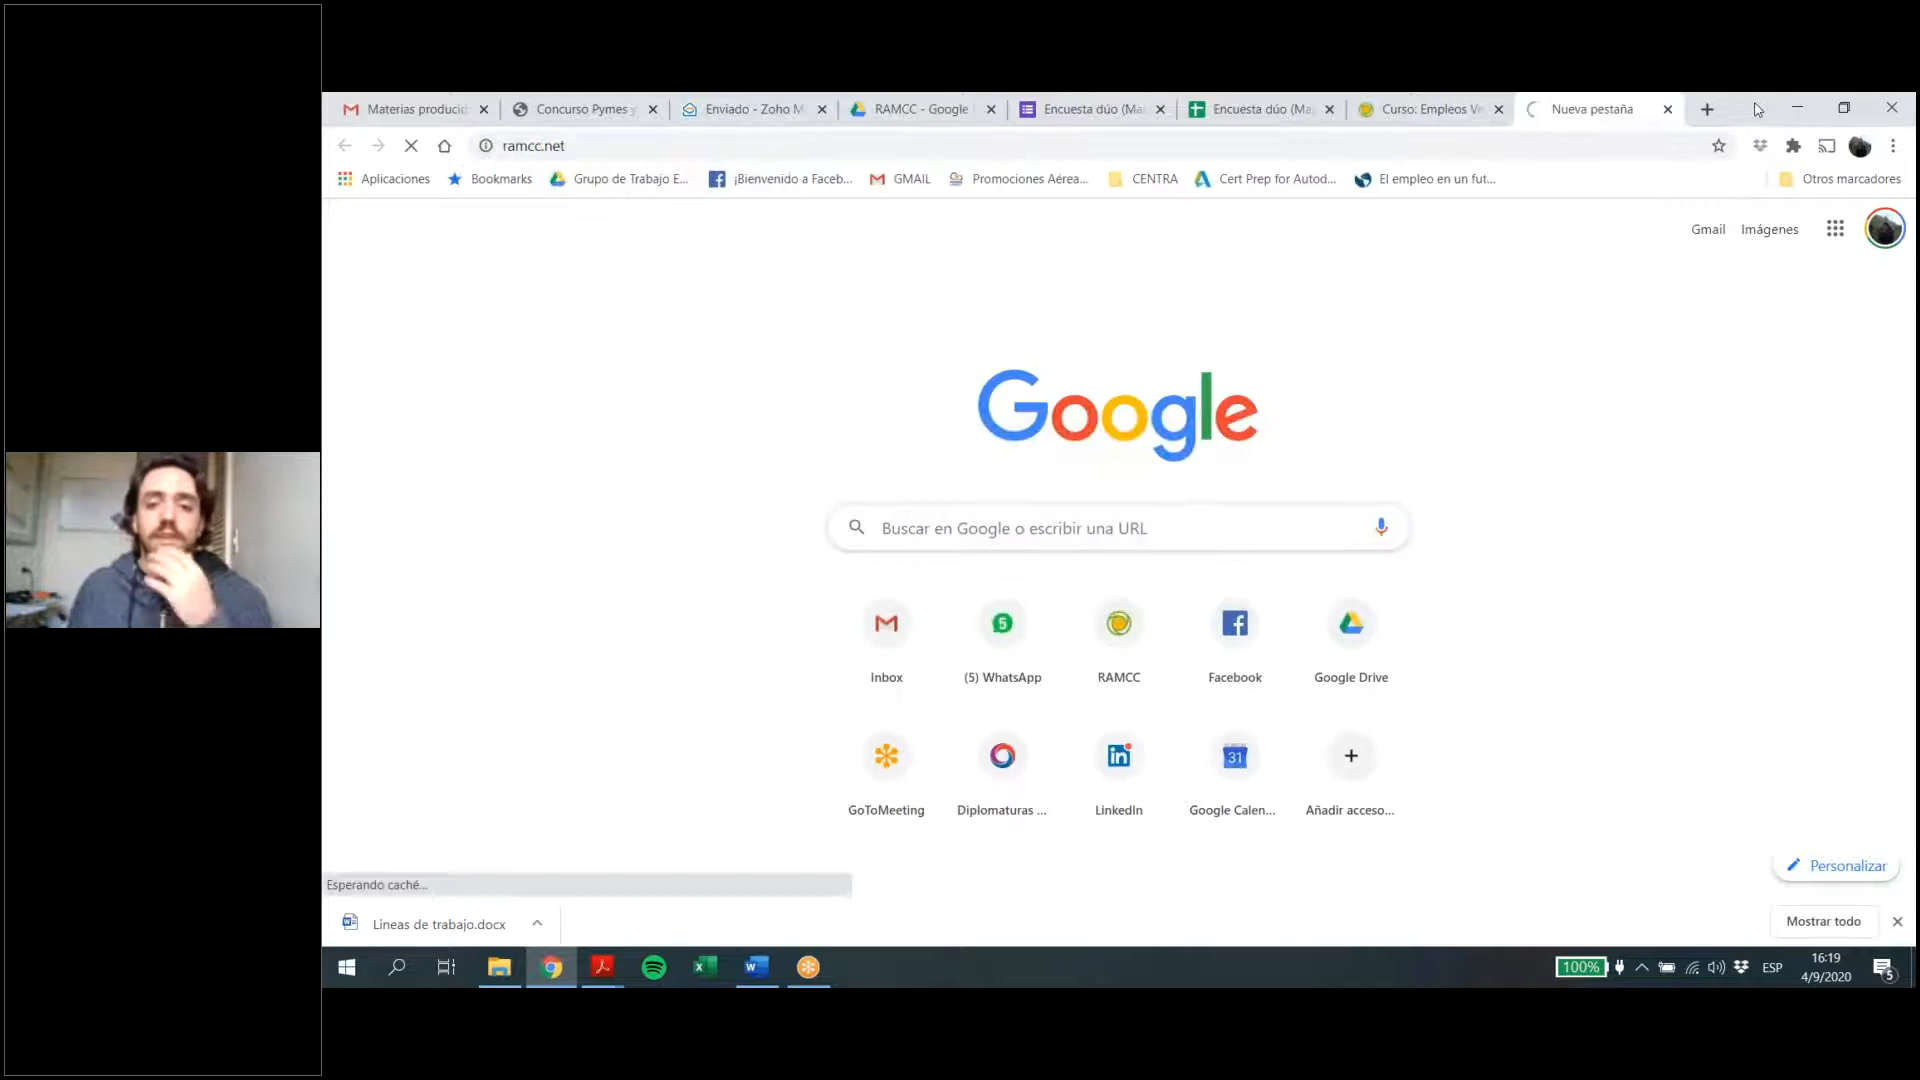 Materias producid
Concurso Pymes y
Enviado - Zoho M
RAMCC - Google
Encuesta dúo (Ma
Encuesta dúo (Ma
Curso: Empleos Ve
Nueva pestaña
ramcc.net
Aplicaciones
Bookmarks
Grupo de Trabajo E...
¡Bienvenido a Faceb...
GMAIL
Promociones Aérea...
CENTRA
Cert Prep for Autod...
El empleo en un fut...
Otros marcadores
Gmail
Imágenes
Google
Buscar en Google o escribir una URL
5
Inbox
(5) WhatsApp
RAMCC
Facebook
Google Drive
in
31
GoToMeeting
Diplomaturas ...
LinkedIn
Google Calen...
Añadir acceso...
Personalizar
Esperando caché...
Lineas de trabajo.docx
Mostrar todo
100%
ESP
16:19
4/9/2020
5